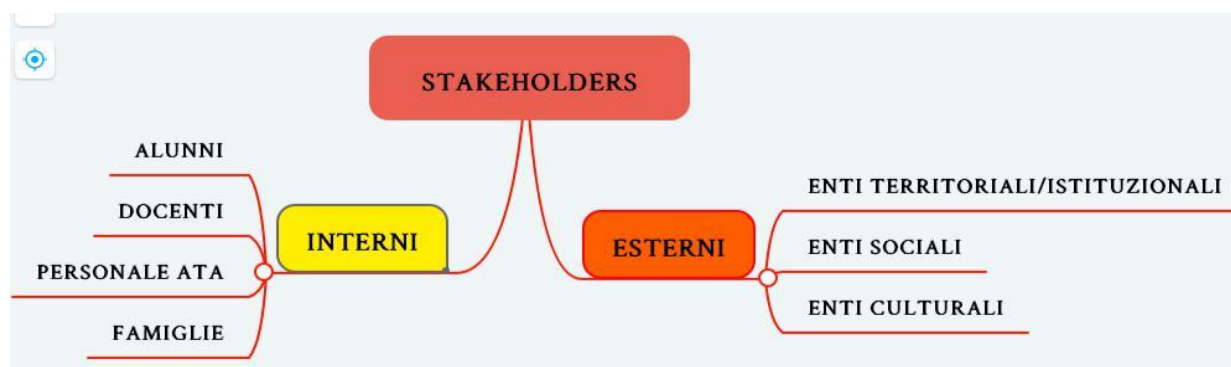 STAKEHOLDERS
INTERNI
ALUNNI
DOCENTI
PERSONALE ATA
FAMIGLIE
ESTERNI
ENTI TERRITORIALI/ISTITUZIONALI
ENTI SOCIALI
ENTI CULTURALI